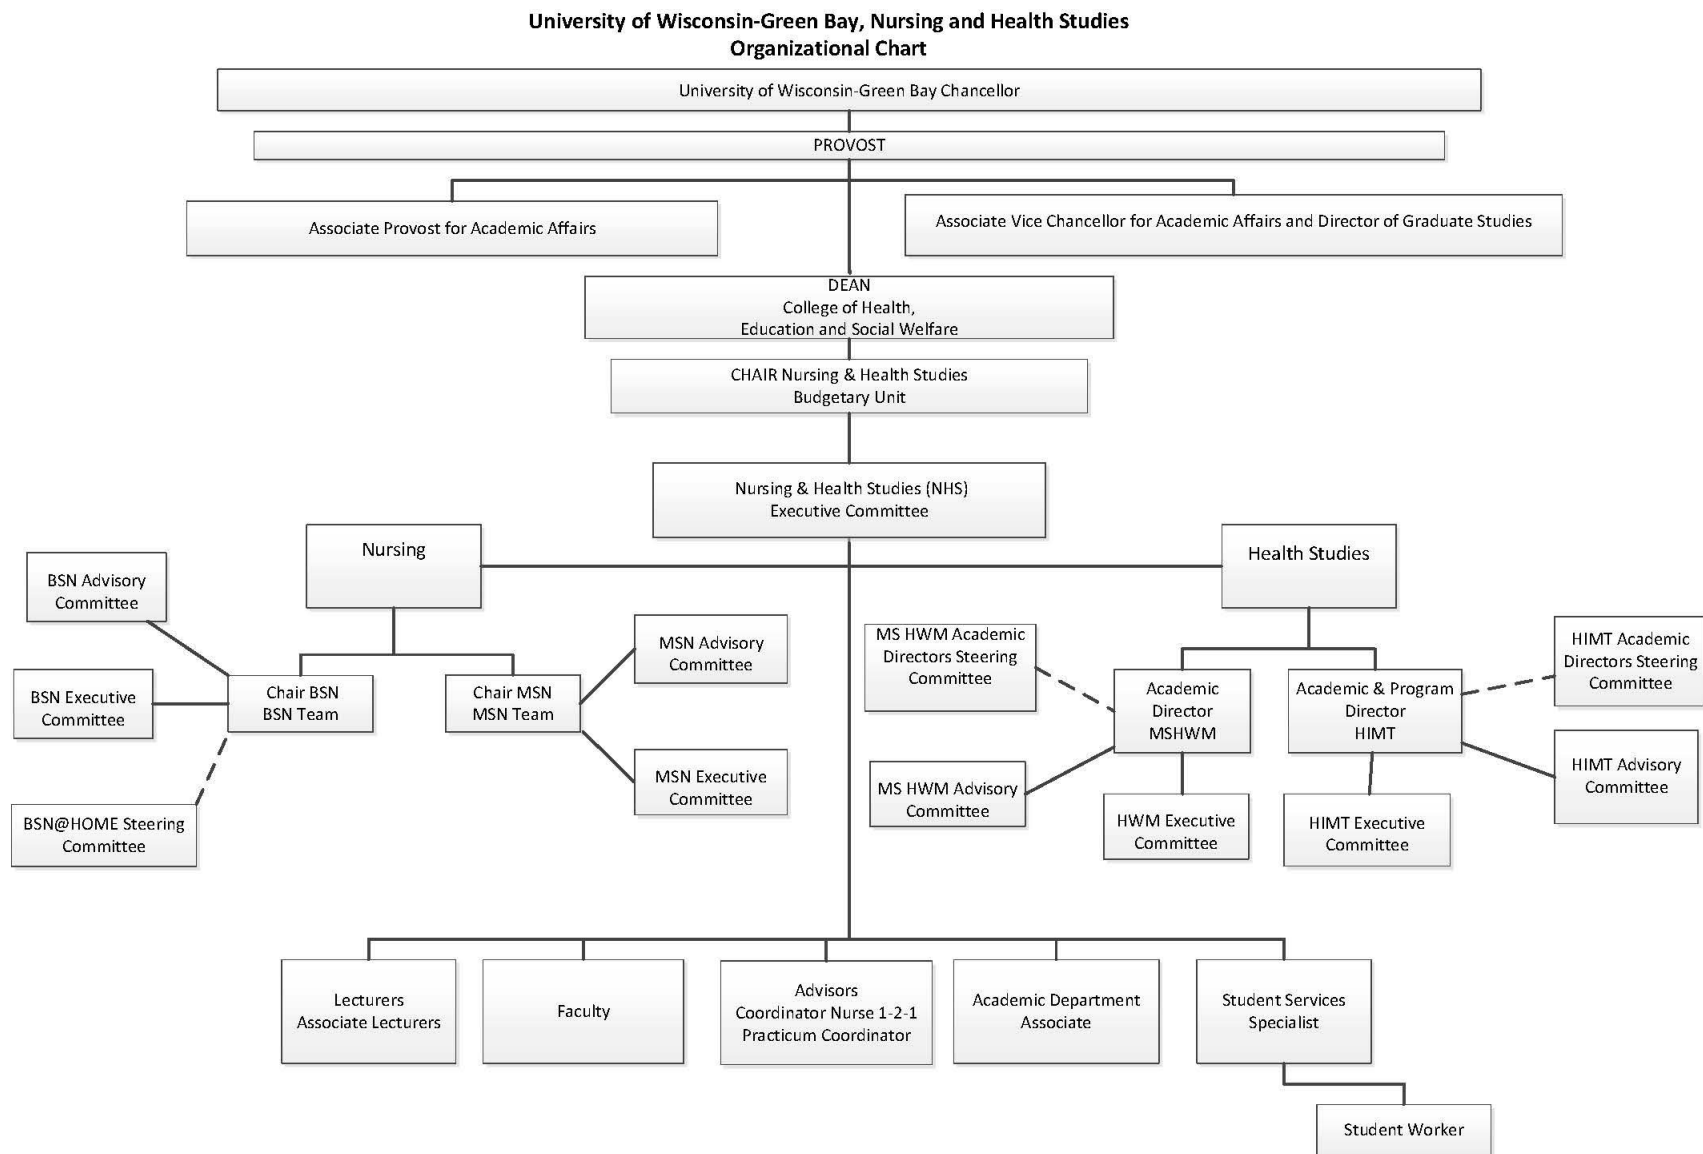 University of Wisconsin-Green Bay, Nursing and Health Studies
Organizational Chart
University of Wisconsin-Green Bay Chancellor
PROVOST
Associate Provost for Academic Affairs
Associate Vice Chancellor for Academic Affairs and Director of Graduate Studies
DEAN
College of Health,
Education and Social Welfare
CHAIR Nursing & Health Studies
Budgetary Unit
Nursing & Health Studies (NHS)
Executive Committee
Nursing
Health Studies
BSN Advisory
Committee
BSN Executive
Committee
BSN@HOME Steering
Committee
Chair BSN
BSN Team
Chair MSN
MSN Team
MSN Advisory
Committee
MSN Executive
Committee
MS HWM Academic
Directors Steering
Committee
MS HWM Advisory
Committee
Academic
Director
MSHWM
HWM Executive
Committee
Academic & Program
Director
HIMT
HIMT Executive
Committee
HIMT Academic
Directors Steering
Committee
HIMT Advisory
Committee
Lecturers
Associate Lecturers
Faculty
Advisors
Coordinator Nurse 1-2-1
Practicum Coordinator
Academic Department
Associate
Student Services
Specialist
Student Worker